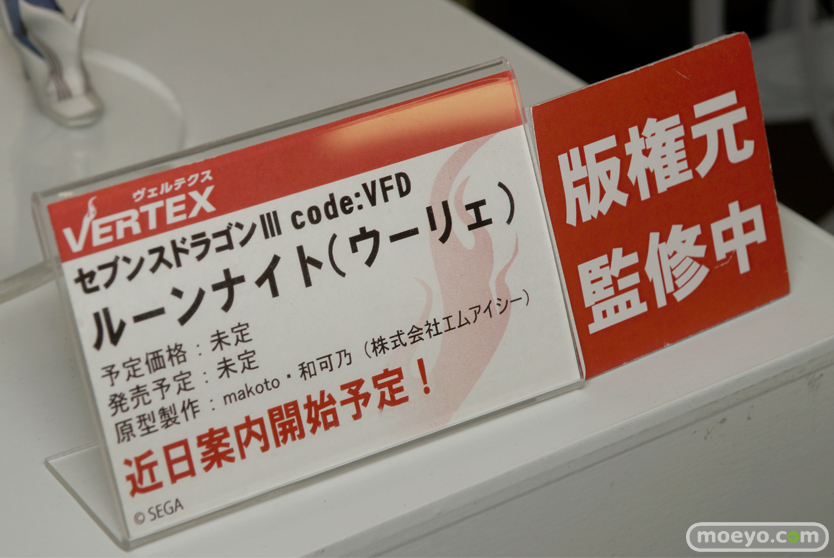 ヴェルテクス
VERTEX
セブンスドラゴンⅢ code:VFD
ルーンナイト(ウーリェ)
予定価格：未定
発売予定：未定
原型製作：makoto・和可乃（株式会社エムアイシー）
近日案内開始予定！
©SEGA
版権元
監修中
moeyo.com